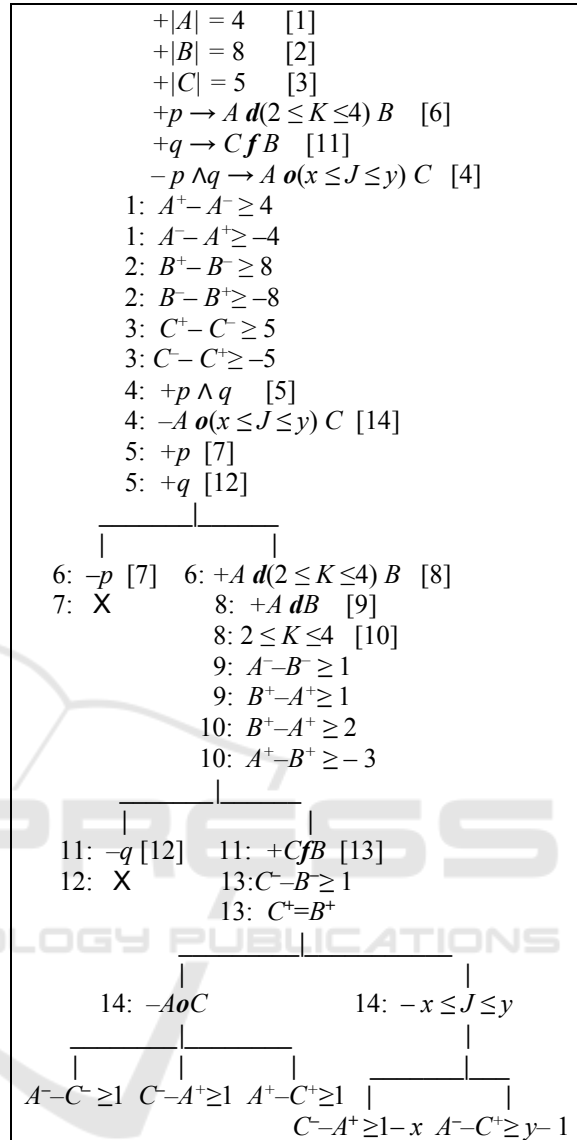 +|A| = 4 [1]
+|B| = 8 [2]
+|C| = 5 [3]
+p → A d(2 ≤ K ≤4) B [6]
+q → C f B [11]
– p ∧q → A o(x ≤ J ≤ y) C [4]
1: A⁺– A⁻ ≥ 4
1: A⁻– A⁺≥ –4
2: B⁺– B⁻ ≥ 8
2: B⁻– B⁺≥ –8
3: C⁺– C⁻ ≥ 5
3: C⁻– C⁺≥ –5
4: +p ∧ q [5]
4: –A o(x ≤ J ≤ y) C [14]
5: +p [7]
5: +q [12]
6: –p [7] 6: +A d(2 ≤ K ≤4) B [8]
7: X 8: +A dB [9]
8: 2 ≤ K ≤4 [10]
9: A⁻–B⁻ ≥ 1
9: B⁺–A⁺ ≥ 1
10: B⁺–A⁺ ≥ 2
10: A⁺–B⁺ ≥ – 3
11: –q [12] 11: +CfB [13]
12: X 13:C⁻–B⁻≥ 1
13: C⁺=B⁺
14: –AoC 14: – x ≤ J ≤ y
A⁻–C⁻ ≥1 C⁻–A⁺≥1 A⁺–C⁺≥1
C⁻–A⁺ ≥1– x A⁻–C⁺≥ y– 1
PRESS
OLOGY PUBLICATIONS